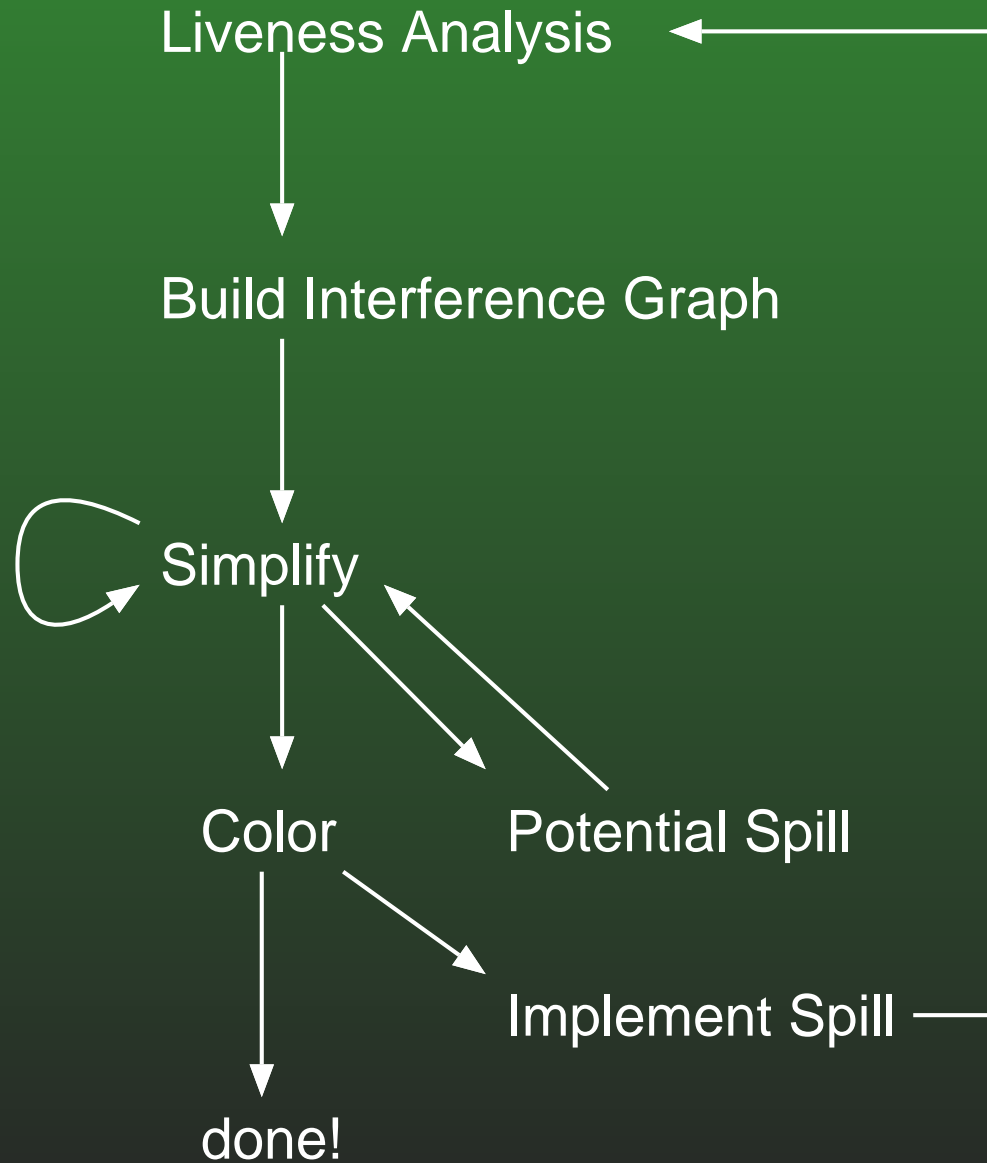 Liveness Analysis
Build Interference Graph
Simplify
Color
Potential Spill
Implement Spill
done!